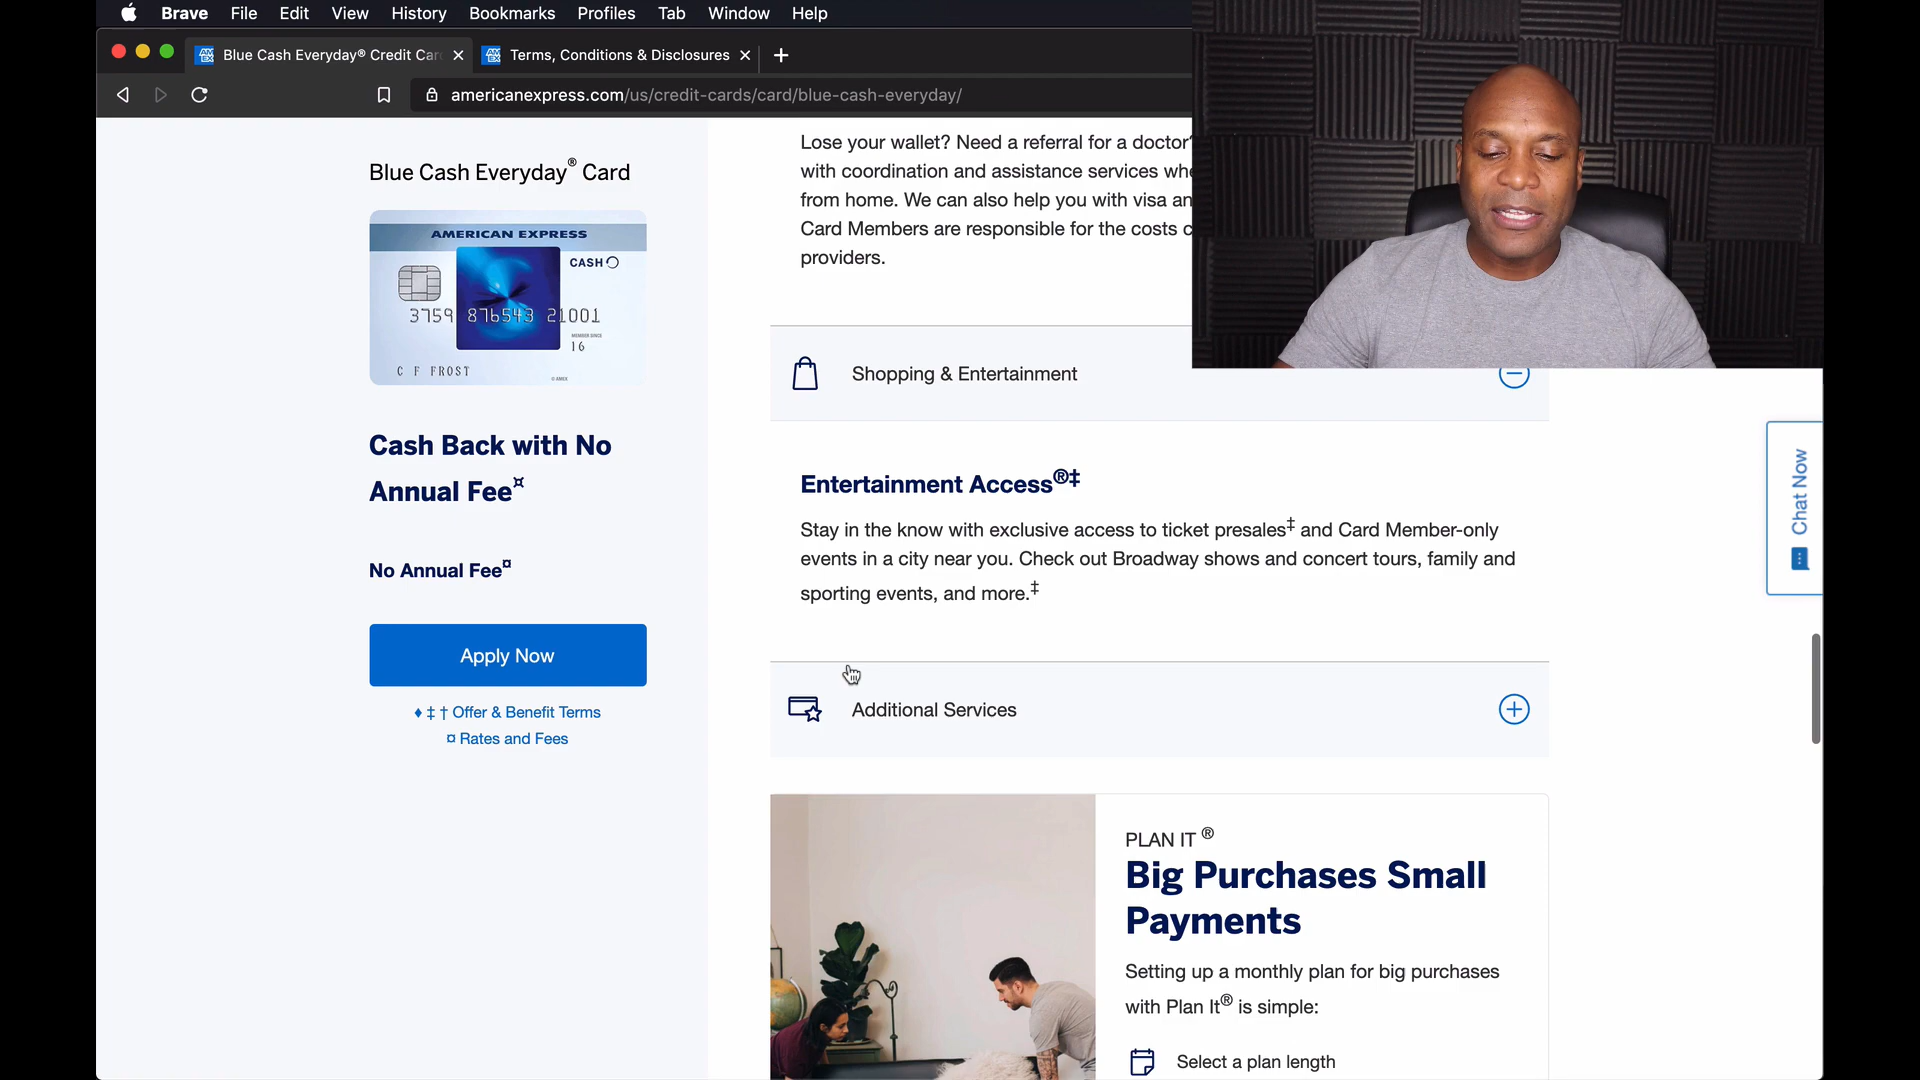 Brave File Edit View History Bookmarks Profiles Tab Window Help
Blue Cash Everyday® Credit Car
Terms, Conditions & Disclosures
americanexpress.com/us/credit-cards/card/blue-cash-everyday/
Blue Cash Everyday® Card
AMERICAN EXPRESS
CASH
3759 876543 21001
MEMBER SINCE
16
C F FROST
© AMEX
Cash Back with No
Annual Fee¤
No Annual Fee¤
Apply Now
♦ ‡ † Offer & Benefit Terms
¤ Rates and Fees
Lose your wallet? Need a referral for a doctor?
with coordination and assistance services whe
from home. We can also help you with visa an
Card Members are responsible for the costs c
providers.
Shopping & Entertainment
Entertainment Access®‡
Stay in the know with exclusive access to ticket presales‡ and Card Member-only
events in a city near you. Check out Broadway shows and concert tours, family and
sporting events, and more.‡
Additional Services
PLAN IT ®
Big Purchases Small
Payments
Setting up a monthly plan for big purchases
with Plan It® is simple:
Select a plan length
Chat Now